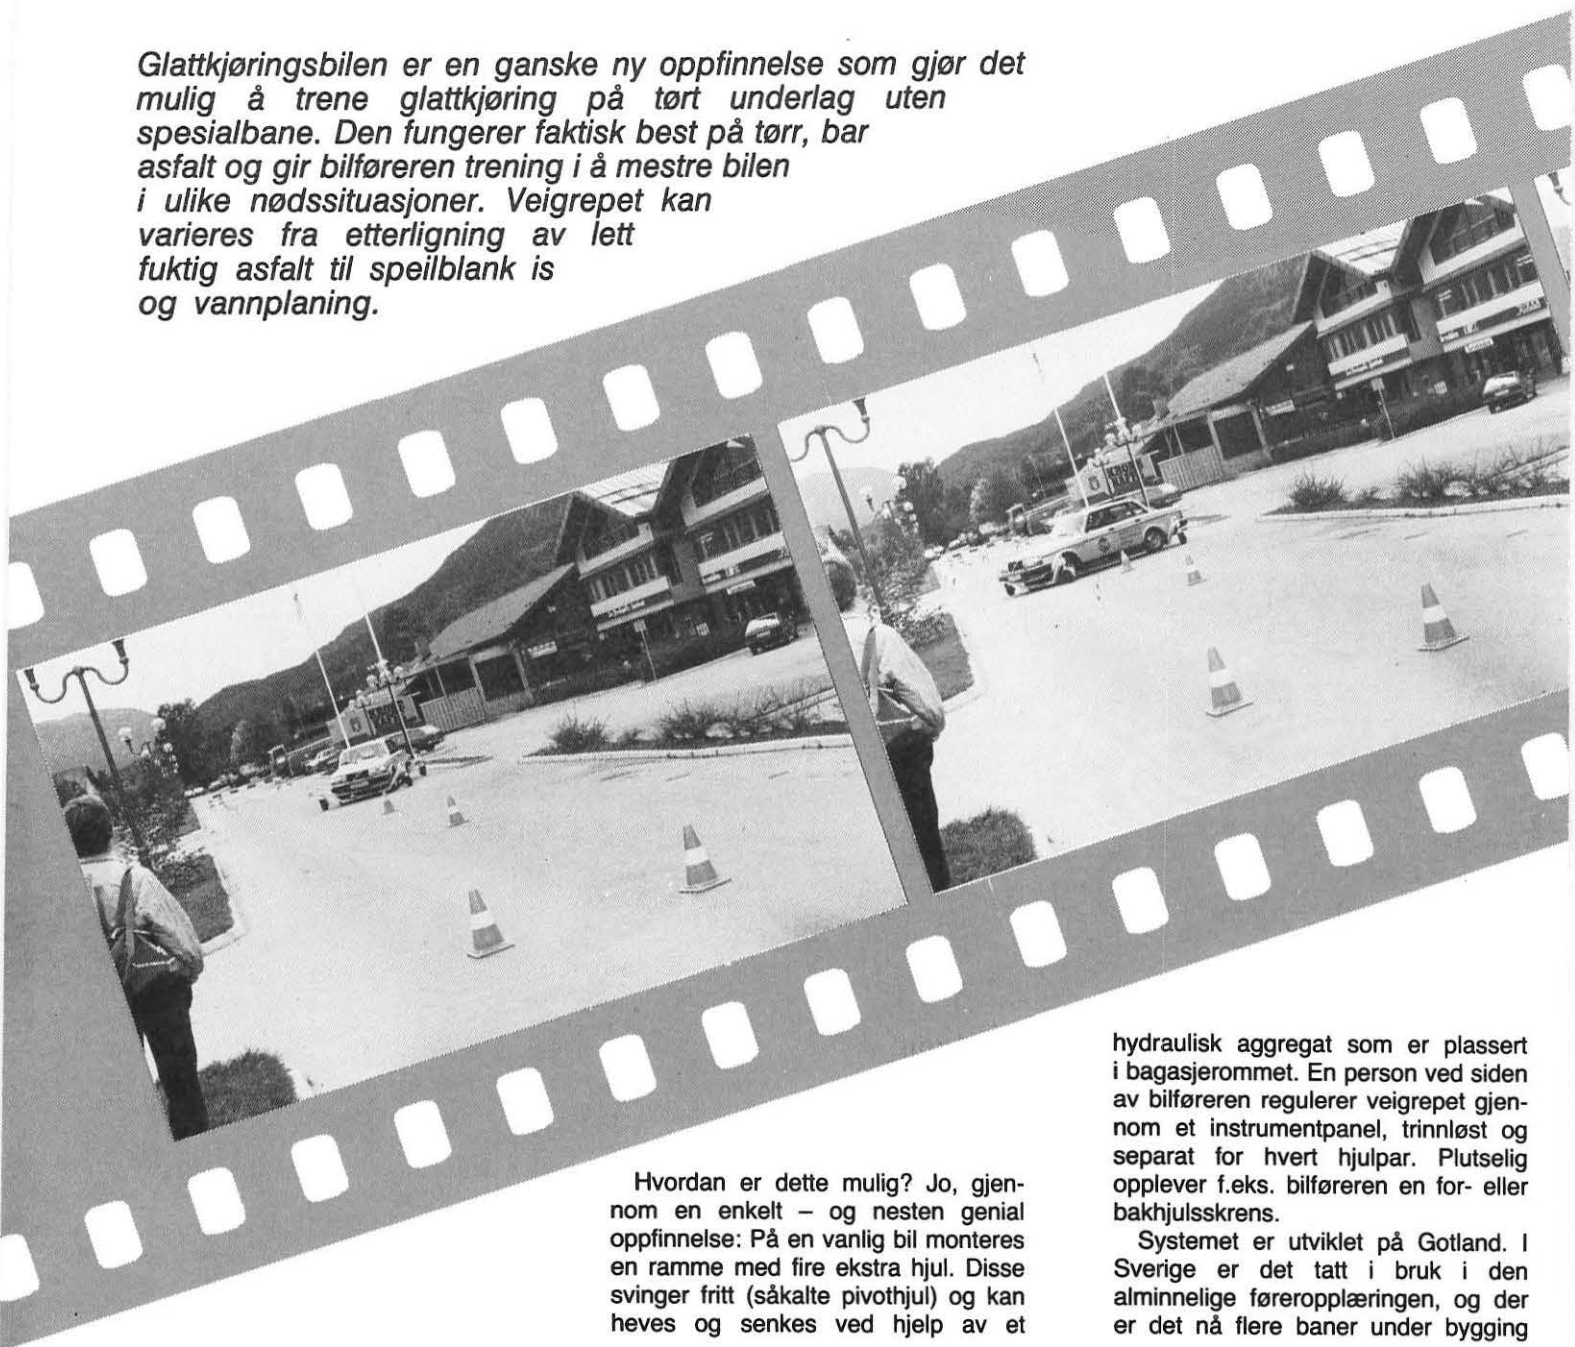 Glattkjøringsbilen er en ganske ny oppfinnelse som gjør det
mulig å trene glattkjøring på tørt underlag uten
spesialbane. Den fungerer faktisk best på tørr, bar
asfalt og gir bilføreren trening i å mestre bilen
i ulike nødssituasjoner. Veigrepet kan
varieres fra etterligning av lett
fuktig asfalt til speilblank is
og vannplaning.
Hvordan er dette mulig? Jo, gjen-
nom en enkelt – og nesten genial
oppfinnelse: På en vanlig bil monteres
en ramme med fire ekstra hjul. Disse
svinger fritt (såkalte pivothjul) og kan
heves og senkes ved hjelp av et
hydraulisk aggregat som er plassert
i bagasjerommet. En person ved siden
av bilføreren regulerer veigrepet gjen-
nom et instrumentpanel, trinnløst og
separat for hvert hjulpar. Plutselig
opplever f.eks. bilføreren en for- eller
bakhjulsskrens.
Systemet er utviklet på Gotland. I
Sverige er det tatt i bruk i den
alminnelige føreropplæringen, og der
er det nå flere baner under bygging